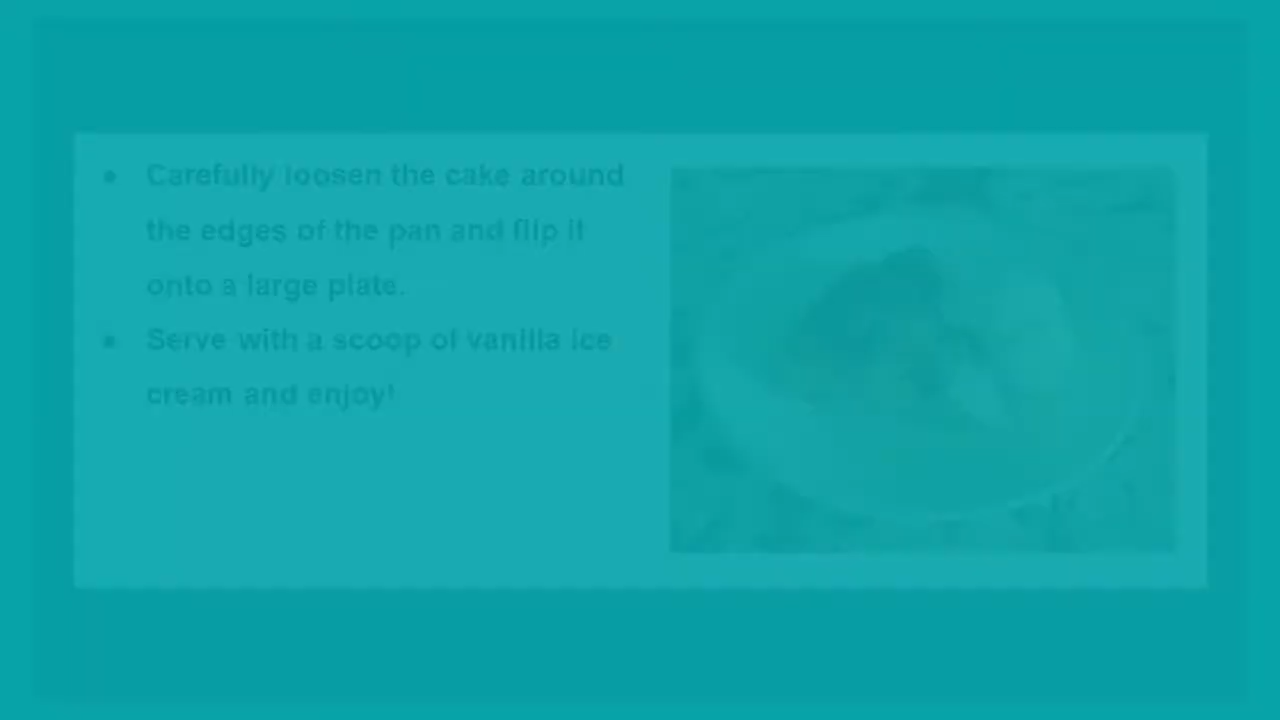 • Carefully loosen the cake around
the edges of the pan and flip it
onto a large plate.
• Serve with a scoop of vanilla ice
cream and enjoy!